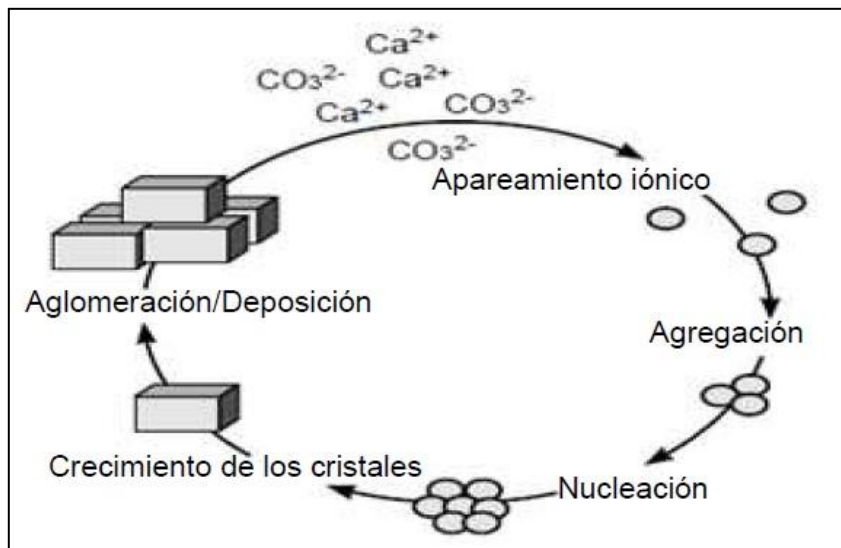 Ca²⁺
CO₃²⁻ Ca²⁺
Ca²⁺ CO₃²⁻
CO₃²⁻
Apareamiento iónico
Agregación
Nucleación
Crecimiento de los cristales
Aglomeración/Deposición